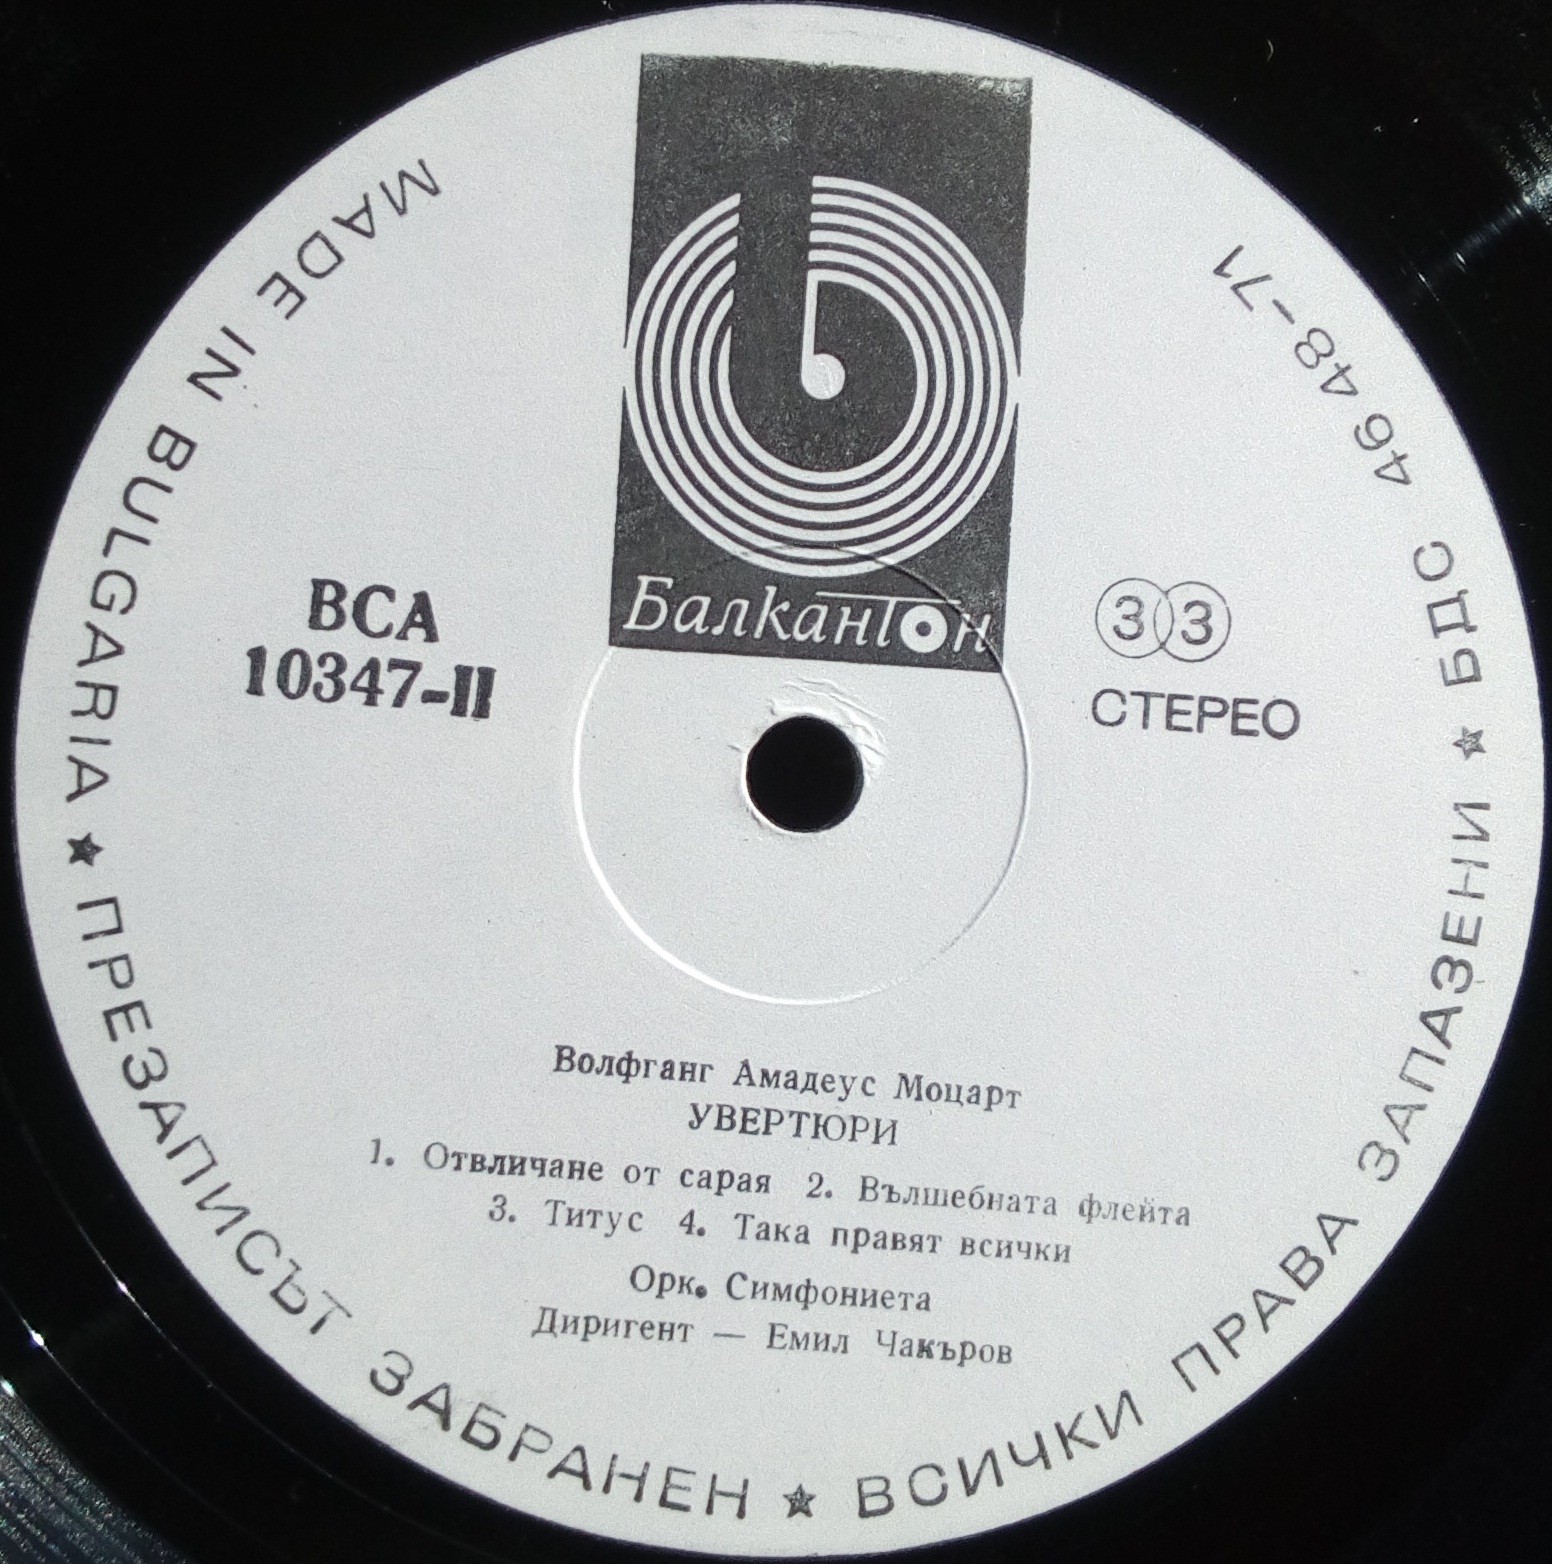 Балкантон
ВСА
10347-II
33
СТЕРЕО
Волфганг Амадеус Моцарт
УВЕРТЮРИ
1. Отвличане от сарая 2. Вълшебната флейта
3. Титус 4. Така правят всички
Орк. Симфониета
Диригент — Емил Чакъров
MADE IN BULGARIA ★ ПРЕЗАПИСЪТ ЗАБРАНЕН ★ ВСИЧКИ ПРАВА ЗАПАЗЕНИ ★ БДС 4648-71